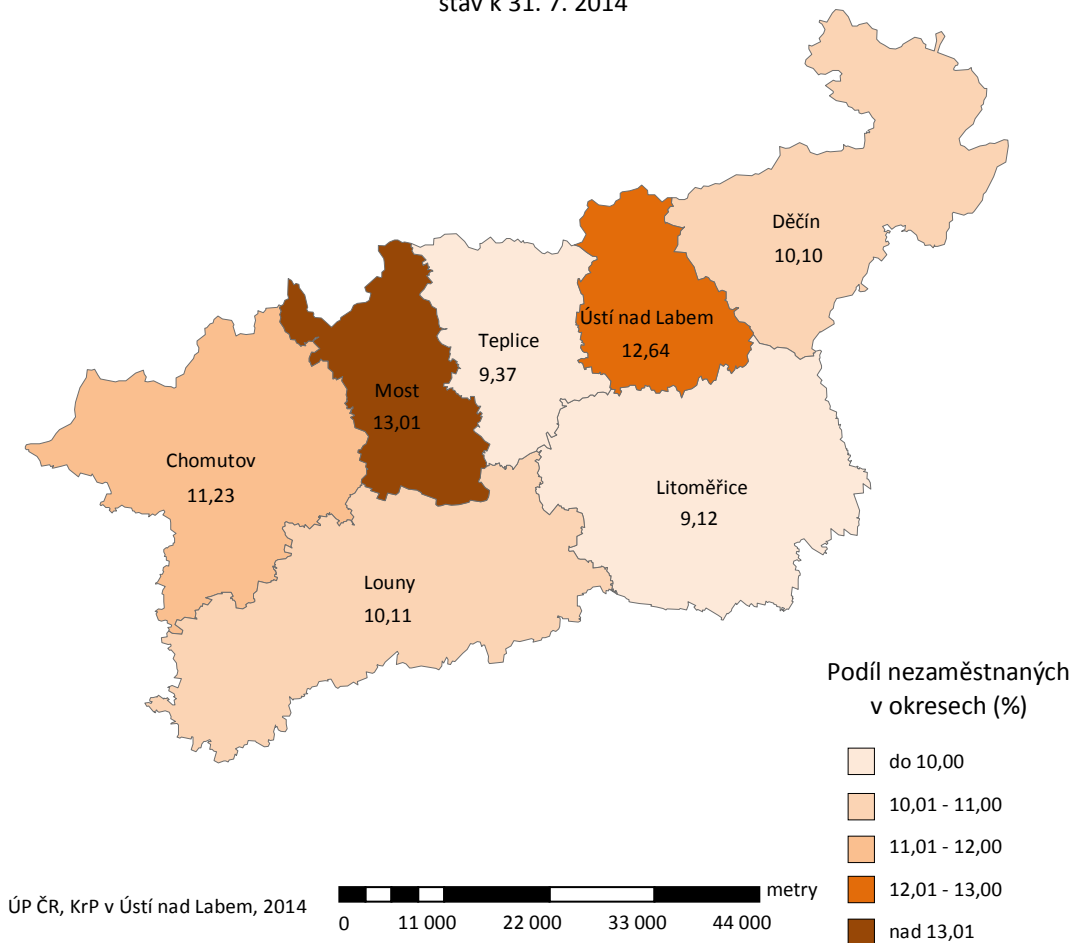 stav k 31. 7. 2014
Děčín
10,10
Ústí nad Labem
12,64
Teplice
9,37
Most
13,01
Chomutov
11,23
Litoměřice
9,12
Louny
10,11
Podíl nezaměstnaných
v okresech (%)
do 10,00
10,01 - 11,00
11,01 - 12,00
12,01 - 13,00
nad 13,01
metry
0 11 000 22 000 33 000 44 000
ÚP ČR, KrP v Ústí nad Labem, 2014